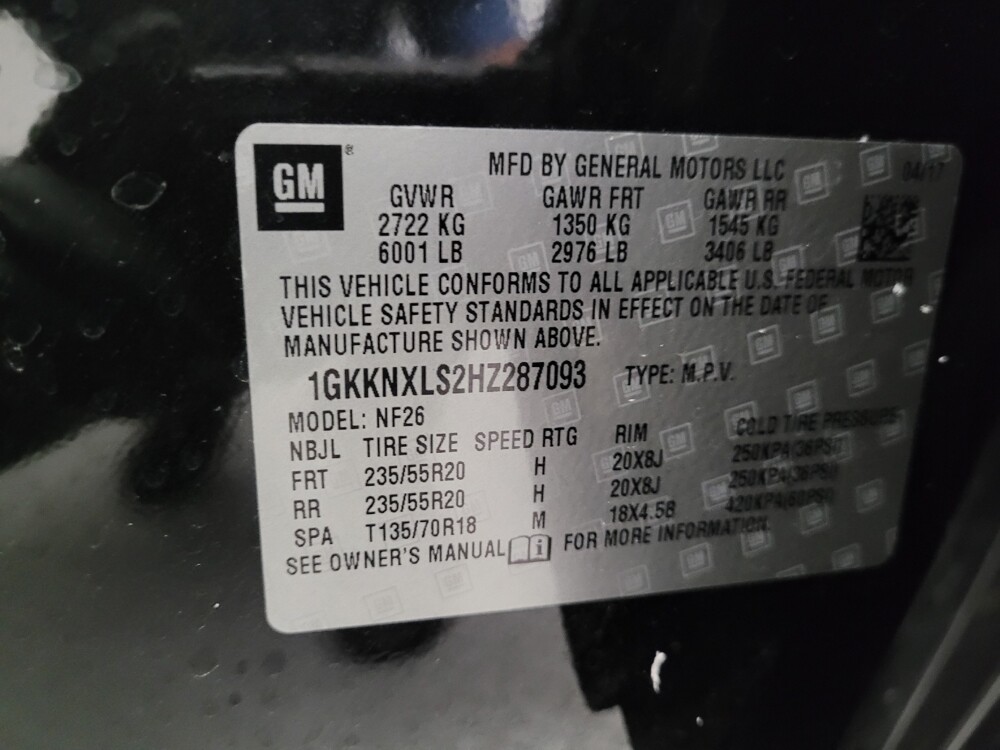 GM® MFD BY GENERAL MOTORS LLC 04/17
GVWR GAWR FRT GAWR RR
2722 KG 1350 KG 1545 KG
6001 LB 2976 LB 3406 LB
THIS VEHICLE CONFORMS TO ALL APPLICABLE U.S. FEDERAL MOTOR
VEHICLE SAFETY STANDARDS IN EFFECT ON THE DATE OF
MANUFACTURE SHOWN ABOVE.
1GKKNXLS2HZ287093 TYPE: M.P.V.
MODEL: NF26
NBJL TIRE SIZE SPEED RTG RIM COLD TIRE PRESSURE
FRT 235/55R20 H 20X8J 250KPA(36PSI)
RR 235/55R20 H 20X8J 250KPA(36PSI)
SPA T135/70R18 M 18X4.5B 420KPA(60PSI)
SEE OWNER'S MANUAL FOR MORE INFORMATION.